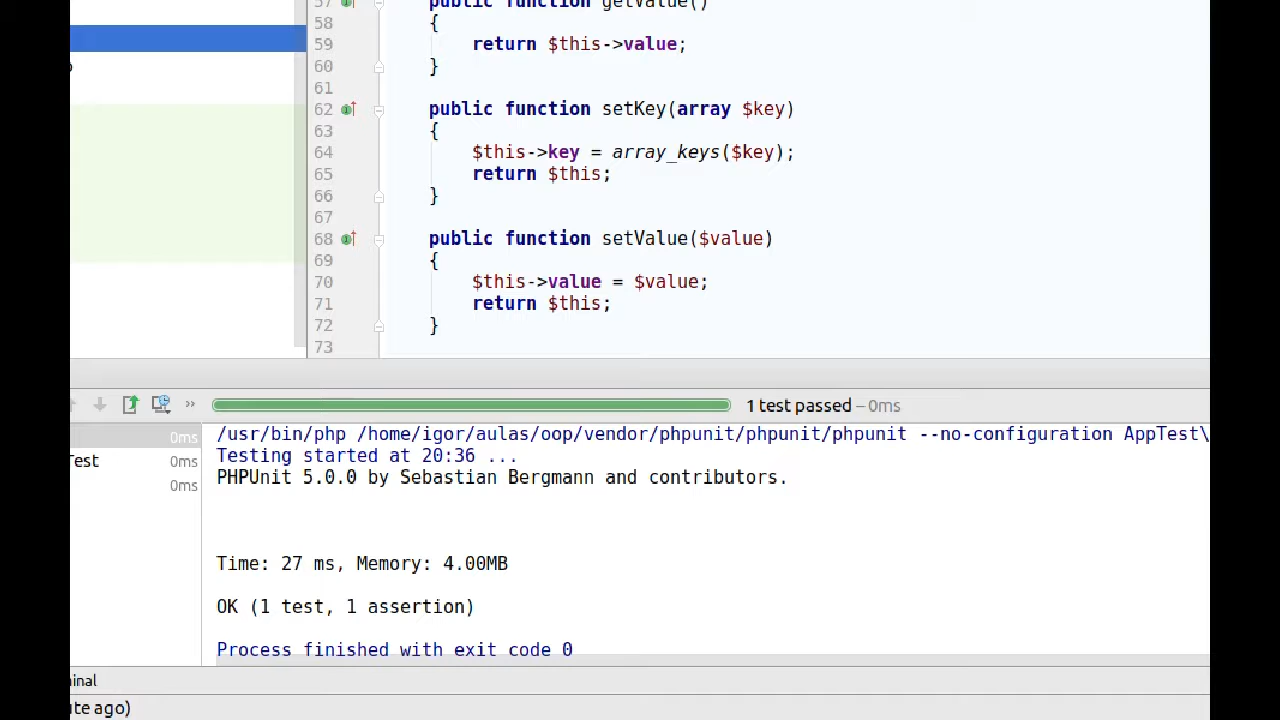 57 public function getValue()
58 {
59 return $this->value;
60 }
61
62 public function setKey(array $key)
63 {
64 $this->key = array_keys($key);
65 return $this;
66 }
67
68 public function setValue($value)
69 {
70 $this->value = $value;
71 return $this;
72 }
73
» 1 test passed – 0ms
0ms /usr/bin/php /home/igor/aulas/oop/vendor/phpunit/phpunit/phpunit --no-configuration AppTest\
Test 0ms Testing started at 20:36 ...
0ms PHPUnit 5.0.0 by Sebastian Bergmann and contributors.
Time: 27 ms, Memory: 4.00MB
OK (1 test, 1 assertion)
Process finished with exit code 0
minal
ute ago)